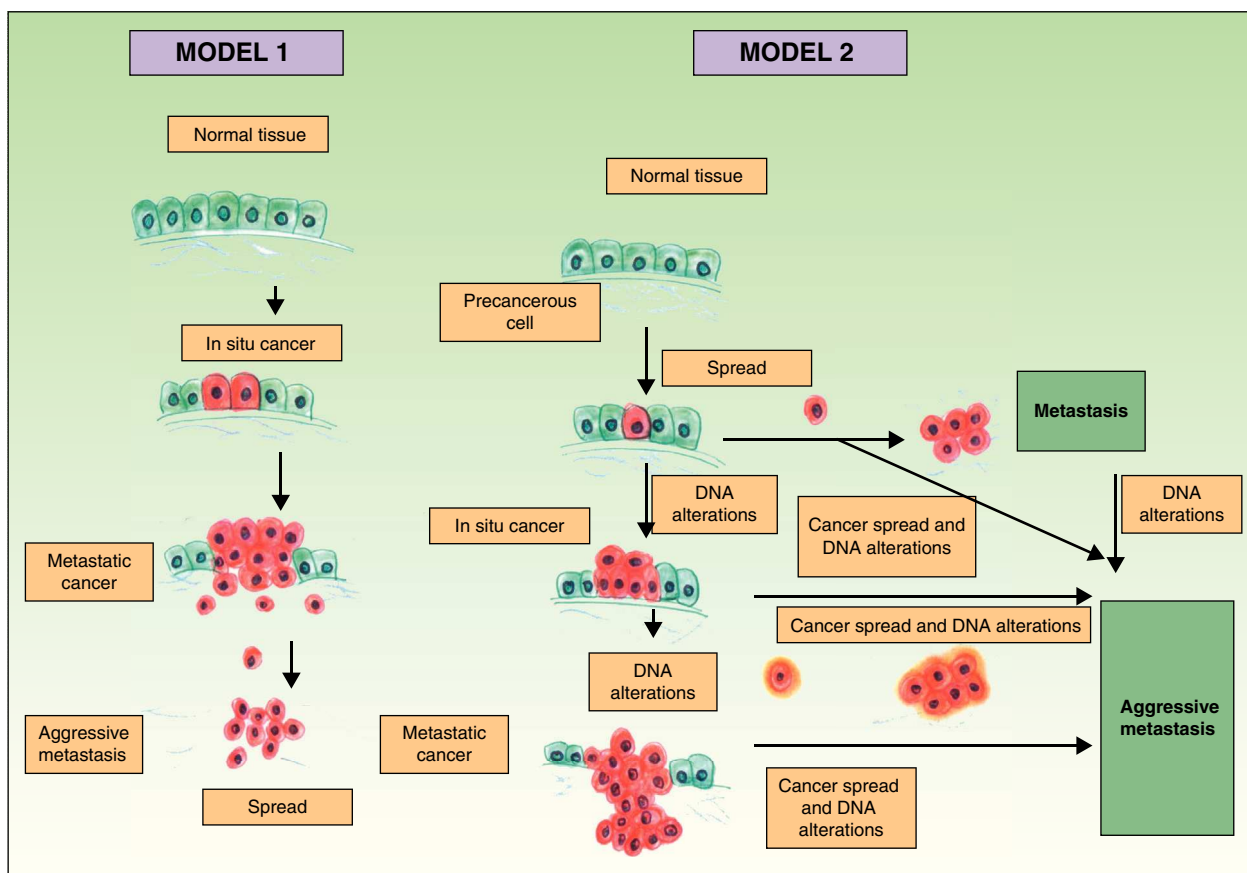 MODEL 1
Normal tissue
In situ cancer
Metastatic
cancer
Aggressive
metastasis
Spread
MODEL 2
Normal tissue
Precancerous
cell
Spread
Metastasis
DNA
alterations
In situ cancer
Cancer spread and
DNA alterations
DNA
alterations
Cancer spread and DNA alterations
DNA
alterations
Metastatic
cancer
Cancer spread
and DNA
alterations
Aggressive
metastasis